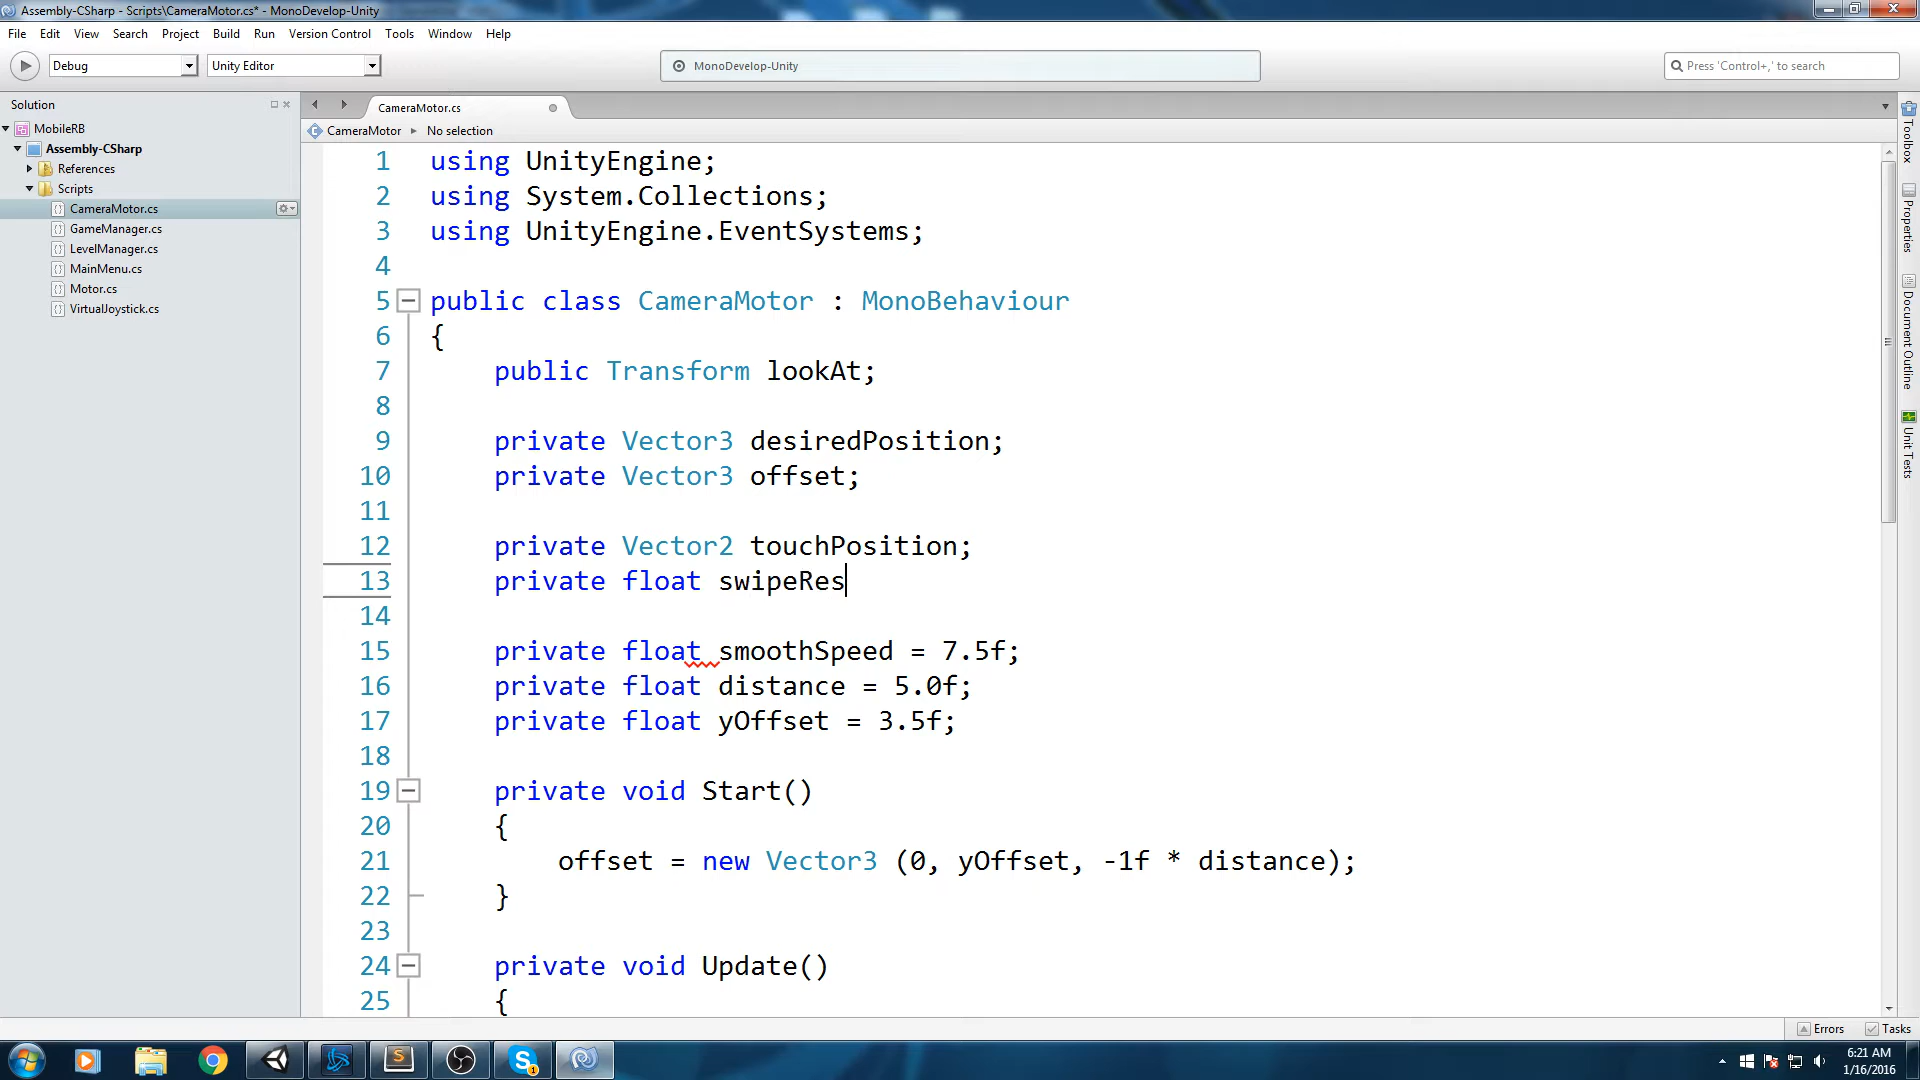 Assembly-CSharp - Scripts\CameraMotor.cs* - MonoDevelop-Unity
File Edit View Search Project Build Run Version Control Tools Window Help
Debug Unity Editor MonoDevelop-Unity Press 'Control+,' to search
Solution
MobileRB
Assembly-CSharp
References
Scripts
CameraMotor.cs
GameManager.cs
LevelManager.cs
MainMenu.cs
Motor.cs
VirtualJoystick.cs
CameraMotor.cs
CameraMotor No selection
1 using UnityEngine;
2 using System.Collections;
3 using UnityEngine.EventSystems;
4
5 public class CameraMotor : MonoBehaviour
6 {
7 public Transform lookAt;
8
9 private Vector3 desiredPosition;
10 private Vector3 offset;
11
12 private Vector2 touchPosition;
13 private float swipeRes
14
15 private float smoothSpeed = 7.5f;
16 private float distance = 5.0f;
17 private float yOffset = 3.5f;
18
19 private void Start()
20 {
21 offset = new Vector3 (0, yOffset, -1f * distance);
22 }
23
24 private void Update()
25 {
Toolbox
Properties
Document Outline
Unit Tests
Errors Tasks
6:21 AM
1/16/2016